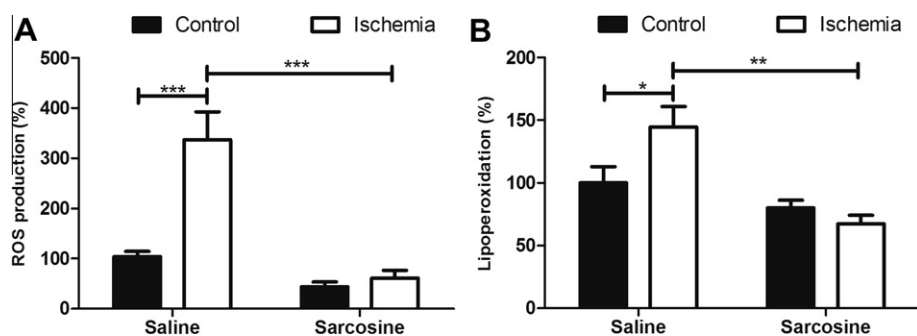 A
Control
Ischemia
ROS production (%)
500
400
300
200
100
0
***
***
Saline
Sarcosine
B
Control
Ischemia
Lipoperoxidation (%)
200
150
100
50
0
*
**
Saline
Sarcosine